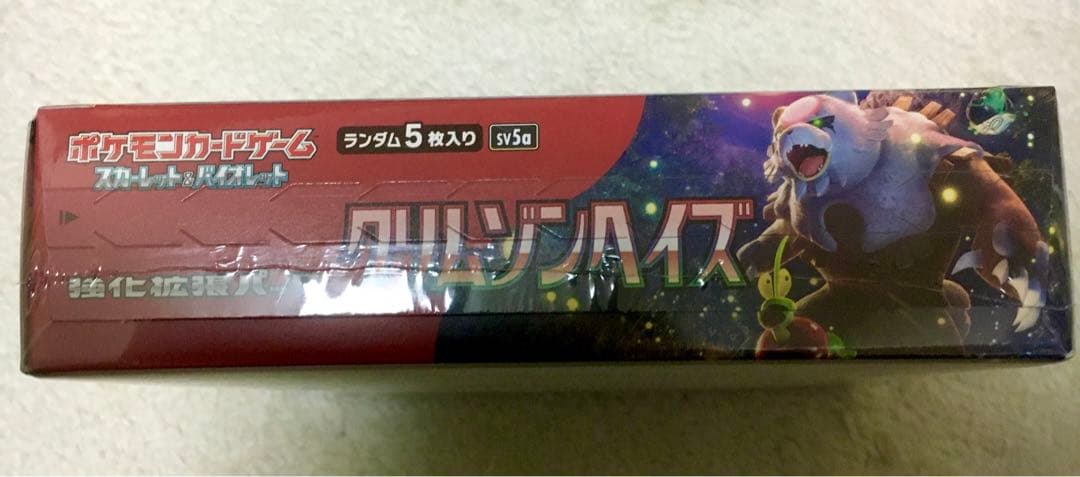 ポケモンカードゲーム
スカーレット&バイオレット
ランダム5枚入り
SV5a
クリムゾンヘイズ
強化拡張パ